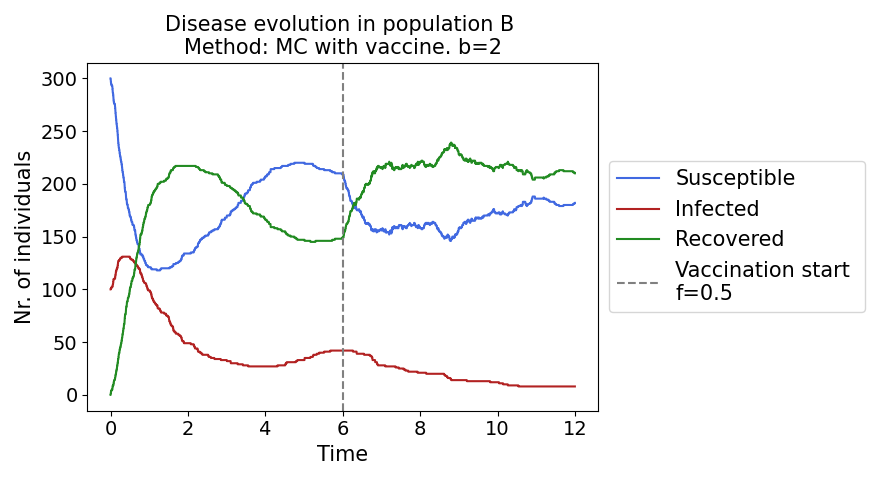 Disease evolution in population B
Method: MC with vaccine. b=2
Nr. of individuals
300
250
200
150
100
50
0
0 2 4 6 8 10 12
Time
Susceptible
Infected
Recovered
Vaccination start
f=0.5